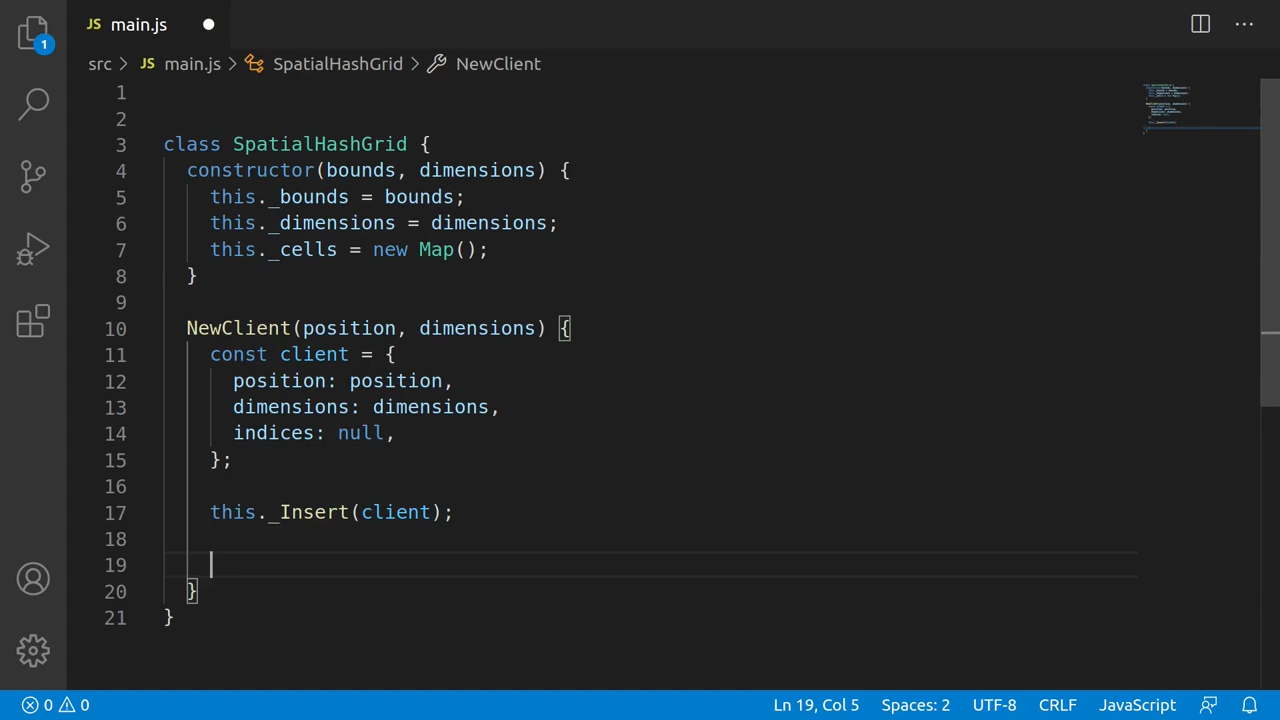 JS main.js
1
src > JS main.js > SpatialHashGrid > NewClient
1
2
3 class SpatialHashGrid {
4 constructor(bounds, dimensions) {
5 this._bounds = bounds;
6 this._dimensions = dimensions;
7 this._cells = new Map();
8 }
9
10 NewClient(position, dimensions) {
11 const client = {
12 position: position,
13 dimensions: dimensions,
14 indices: null,
15 };
16
17 this._Insert(client);
18
19
20 }
21 }
0 0 Ln 19, Col 5 Spaces: 2 UTF-8 CRLF JavaScript